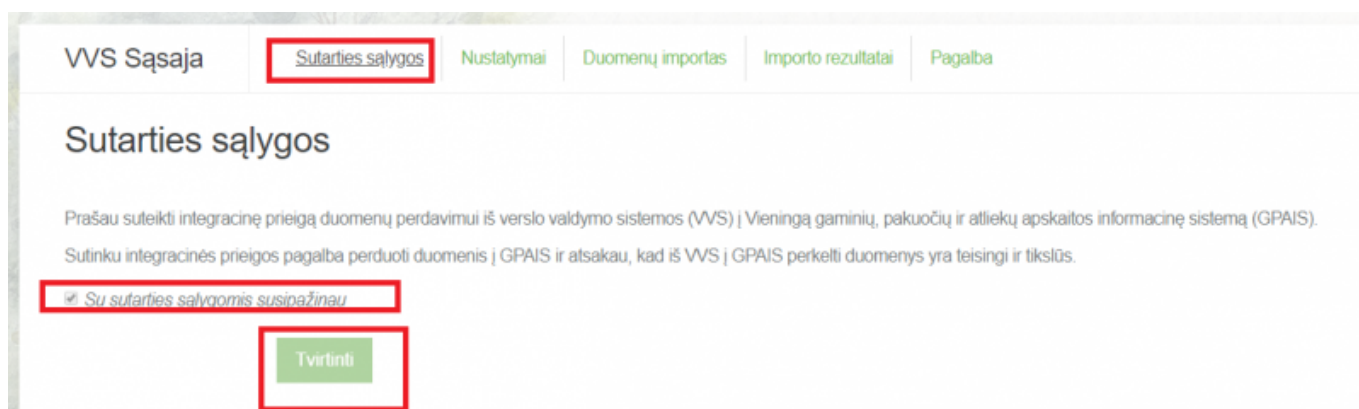 VVS Sąsaja Sutarties sąlygos Nustatymai Duomenų importas Importo rezultatai Pagalba
Sutarties sąlygos
Prašau suteikti integracinę prieigą duomenų perdavimui iš verslo valdymo sistemos (VVS) į Vieningą gaminių, pakuočių ir atliekų apskaitos informacinę sistemą (GPAIS).
Sutinku integracinės prieigos pagalba perduoti duomenis į GPAIS ir atsakau, kad iš VVS į GPAIS perkelti duomenys yra teisingi ir tikslūs.
Su sutarties sąlygomis susipažinau
Tvirtinti